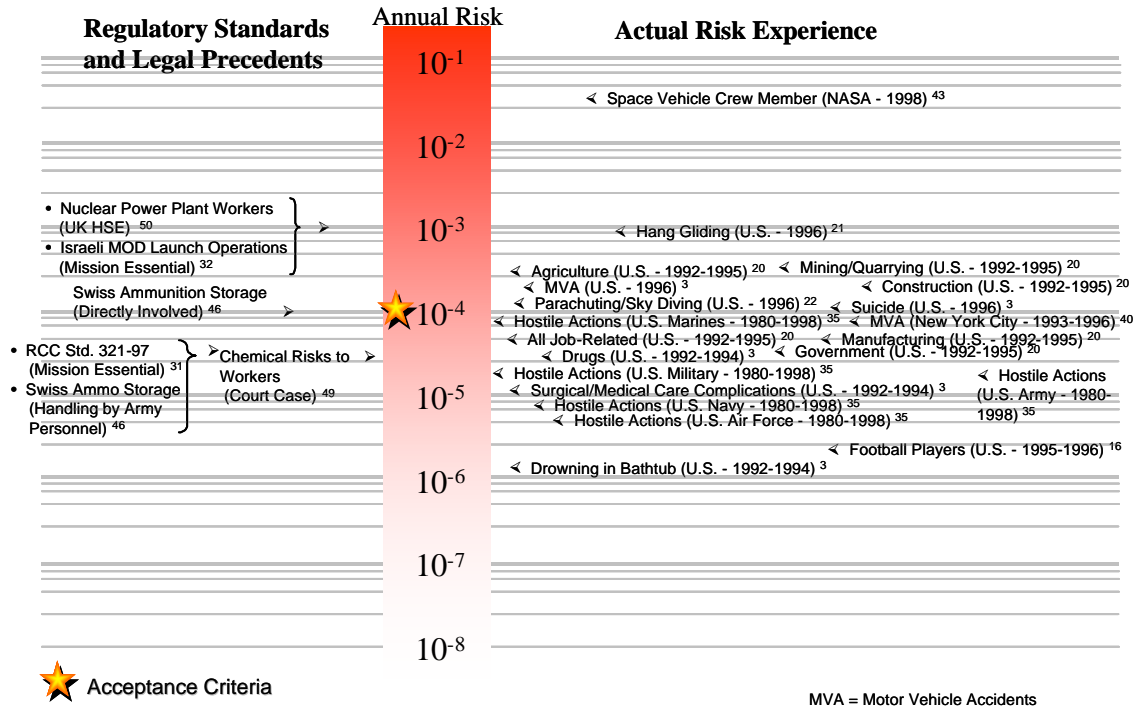 Regulatory Standards
and Legal Precedents
Annual Risk
Actual Risk Experience
10-1
10-2
10-3
10-4
10-5
10-6
10-7
10-8
• Nuclear Power Plant Workers
(UK HSE) 50
• Israeli MOD Launch Operations
(Mission Essential) 32
Swiss Ammunition Storage
(Directly Involved) 46
• RCC Std. 321-97
(Mission Essential) 31
• Swiss Ammo Storage
(Handling by Army
Personnel) 46
Chemical Risks to
Workers
(Court Case) 49
Space Vehicle Crew Member (NASA - 1998) 43
Hang Gliding (U.S. - 1996) 21
Agriculture (U.S. - 1992-1995) 20
Mining/Quarrying (U.S. - 1992-1995) 20
MVA (U.S. - 1996) 3
Construction (U.S. - 1992-1995) 20
Parachuting/Sky Diving (U.S. - 1996) 22
Suicide (U.S. - 1996) 3
Hostile Actions (U.S. Marines - 1980-1998) 35
MVA (New York City - 1993-1996) 40
All Job-Related (U.S. - 1992-1995) 20
Manufacturing (U.S. - 1992-1995) 20
Drugs (U.S. - 1992-1994) 3
Government (U.S. - 1992-1995) 20
Hostile Actions (U.S. Military - 1980-1998) 35
Hostile Actions
(U.S. Army - 1980-
1998) 35
Surgical/Medical Care Complications (U.S. - 1992-1994) 3
Hostile Actions (U.S. Navy - 1980-1998) 35
Hostile Actions (U.S. Air Force - 1980-1998) 35
Football Players (U.S. - 1995-1996) 16
Drowning in Bathtub (U.S. - 1992-1994) 3
Acceptance Criteria
MVA = Motor Vehicle Accidents